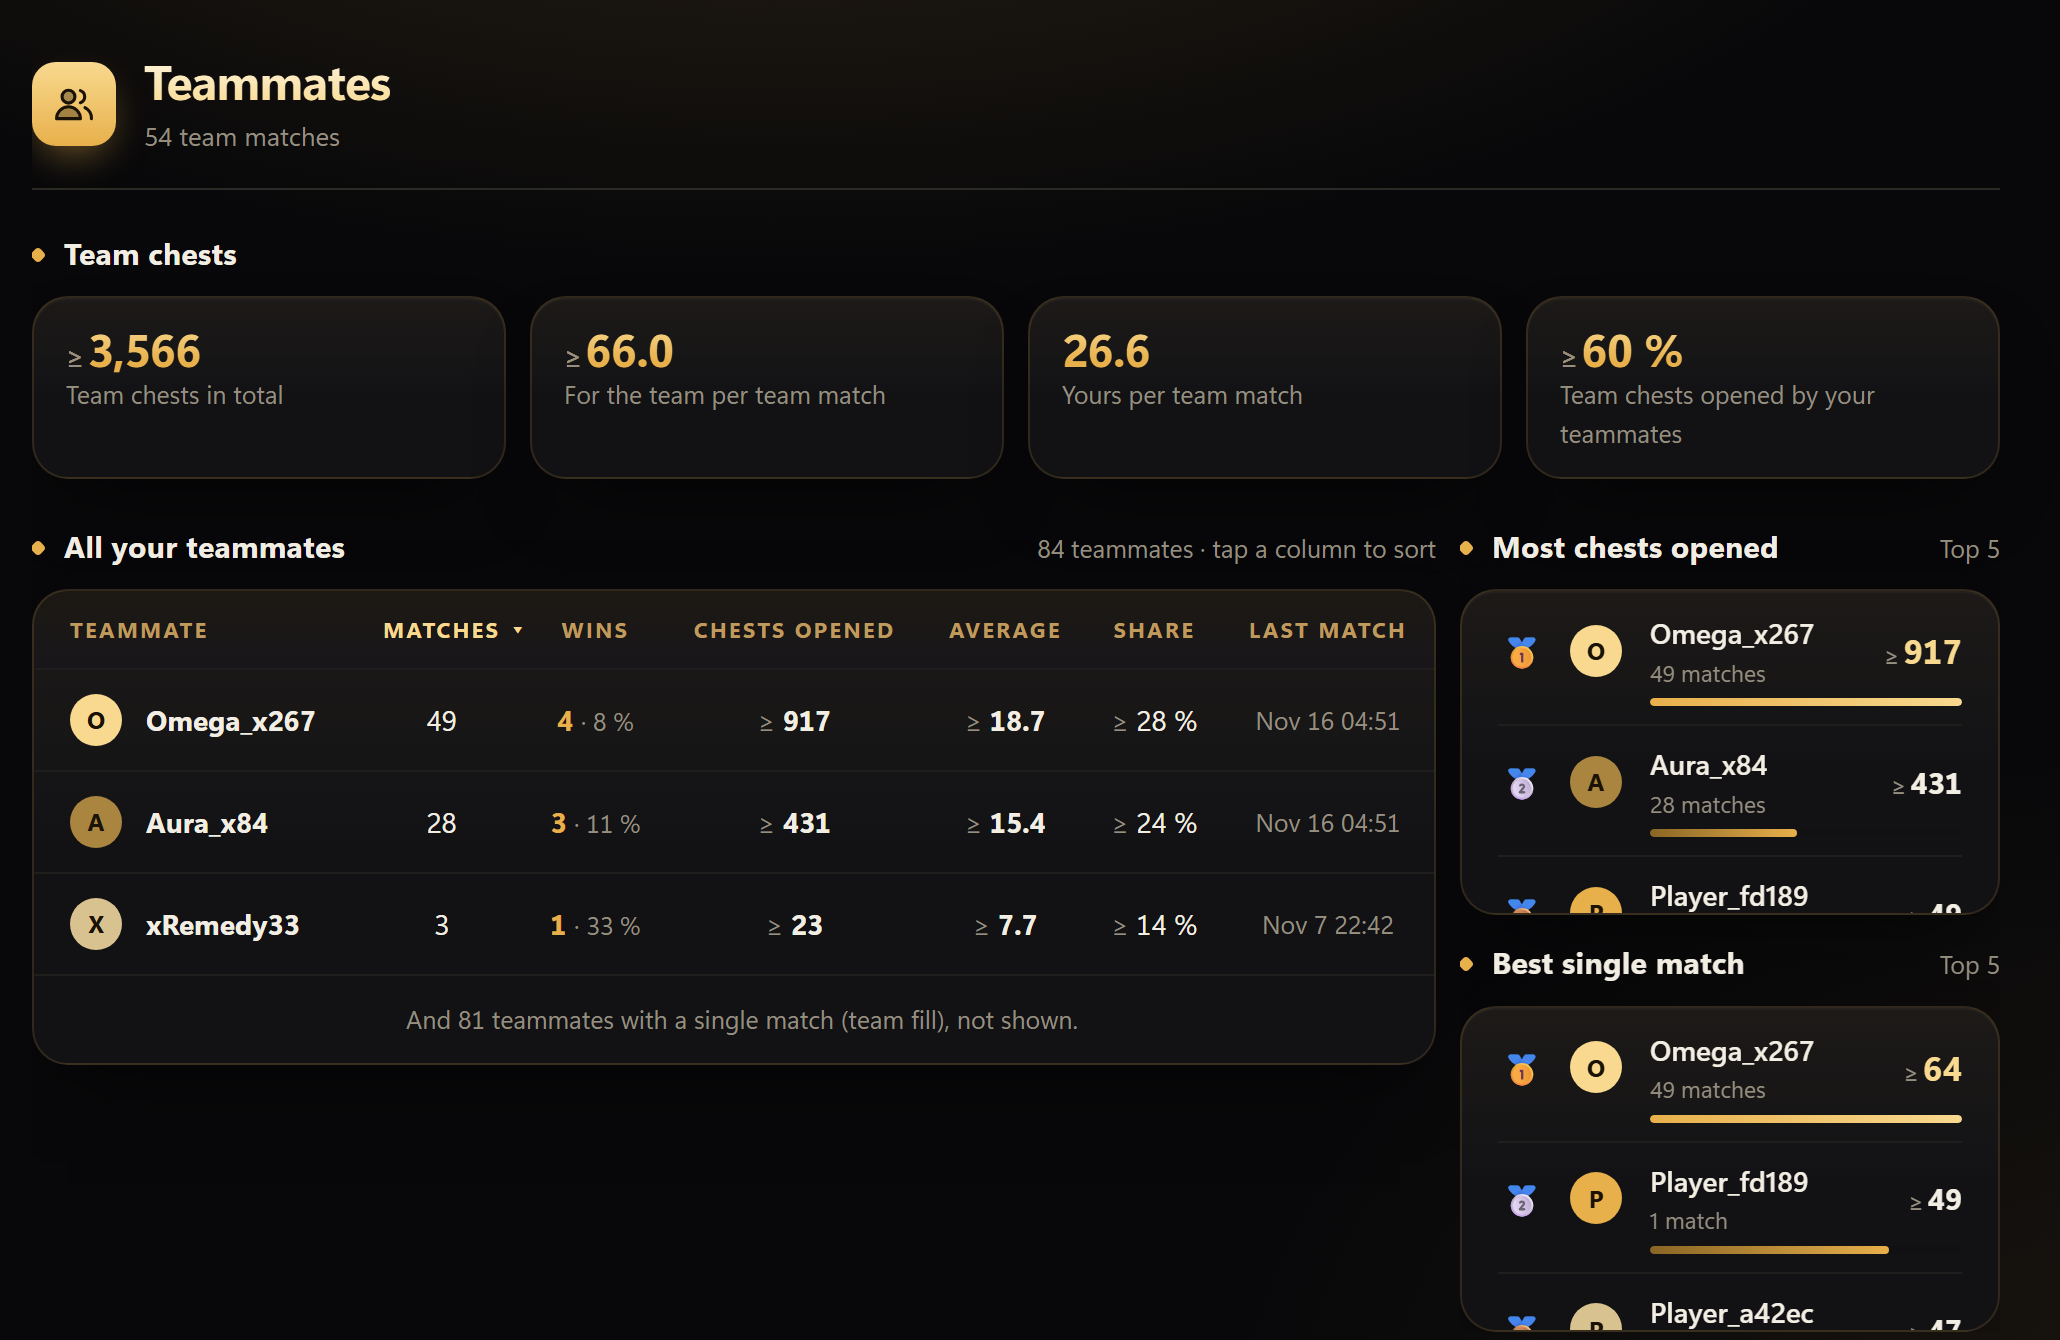 Teammates
54 team matches
Team chests
≥ 3,566
Team chests in total
≥ 66.0
For the team per team match
26.6
Yours per team match
≥ 60 %
Team chests opened by your
teammates
All your teammates
84 teammates · tap a column to sort
TEAMMATE MATCHES ▼ WINS CHESTS OPENED AVERAGE SHARE LAST MATCH
O Omega_x267 49 4 · 8 % ≥ 917 ≥ 18.7 ≥ 28 % Nov 16 04:51
A Aura_x84 28 3 · 11 % ≥ 431 ≥ 15.4 ≥ 24 % Nov 16 04:51
X xRemedy33 3 1 · 33 % ≥ 23 ≥ 7.7 ≥ 14 % Nov 7 22:42
And 81 teammates with a single match (team fill), not shown.
Most chests opened Top 5
1 O Omega_x267 ≥ 917
49 matches
2 A Aura_x84 ≥ 431
28 matches
P Player_fd189 ≥ 49
Best single match Top 5
1 O Omega_x267 ≥ 64
49 matches
2 P Player_fd189 ≥ 49
1 match
P Player_a42ec ≥ 47